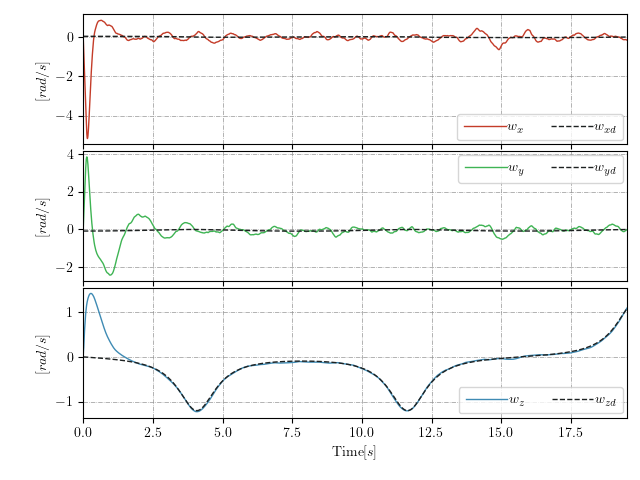 0
−2
−4
[rad/s]
w_x w_xd
4
2
0
−2
[rad/s]
w_y w_yd
1
0
−1
[rad/s]
w_z w_zd
0.0 2.5 5.0 7.5 10.0 12.5 15.0 17.5
Time[s]